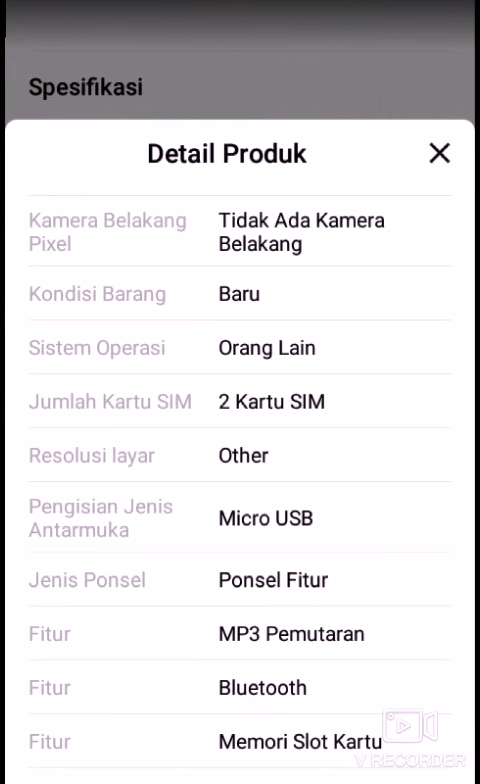 Spesifikasi
Detail Produk
Kamera Belakang Pixel
Tidak Ada Kamera Belakang
Kondisi Barang
Baru
Sistem Operasi
Orang Lain
Jumlah Kartu SIM
2 Kartu SIM
Resolusi layar
Other
Pengisian Jenis Antarmuka
Micro USB
Jenis Ponsel
Ponsel Fitur
Fitur
MP3 Pemutaran
Fitur
Bluetooth
Fitur
Memori Slot Kartu
V RECORDER